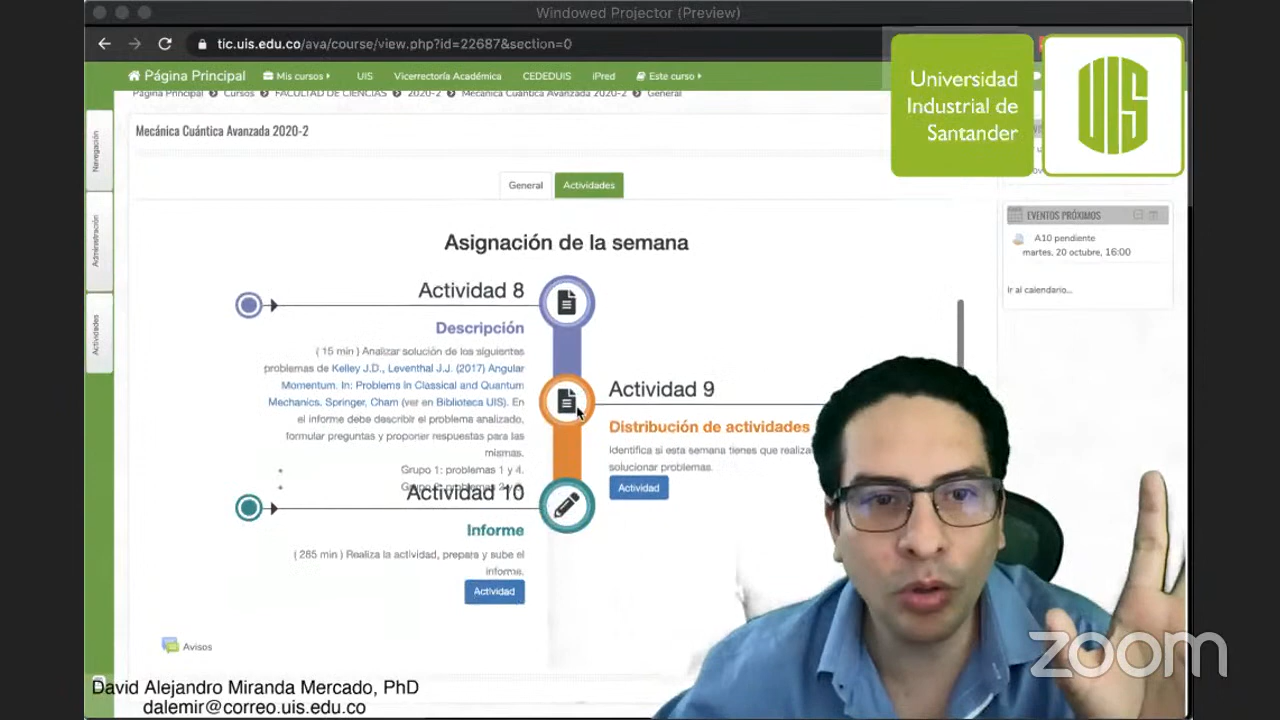 Windowed Projector (Preview)
tic.uis.edu.co/ava/course/view.php?id=22687&section=0
Página Principal
Mis cursos
UIS
Vicerrectoría Académica
CEDEDUIS
iPred
Este curso
Universidad
Industrial de
Santander
UIS
Página Principal
Cursos
FACULTAD DE CIENCIAS
2020-2
Mecánica Cuántica Avanzada 2020-2
General
Mecánica Cuántica Avanzada 2020-2
Navegación
Administración
Actividades
General
Actividades
EVENTOS PRÓXIMOS
A10 pendiente
martes, 20 octubre, 16:00
Ir al calendario...
Asignación de la semana
Actividad 8
Descripción
( 15 min ) Analizar solución de los siguientes
problemas de Kelley J.D., Leventhal J.J. (2017) Angular
Momentum. In: Problems in Classical and Quantum
Mechanics. Springer, Cham (ver en Biblioteca UIS). En
el informe debe describir el problema analizado,
formular preguntas y proponer respuestas para las
mismas.
Grupo 1: problemas 1 y 4.
Actividad 9
Distribución de actividades
Identifica si esta semana tienes que realiza
solucionar problemas.
Actividad
Actividad 10
Informe
( 285 min ) Realiza la actividad, prepara y sube el
informe.
Actividad
Avisos
David Alejandro Miranda Mercado, PhD
dalemir@correo.uis.edu.co
zoom